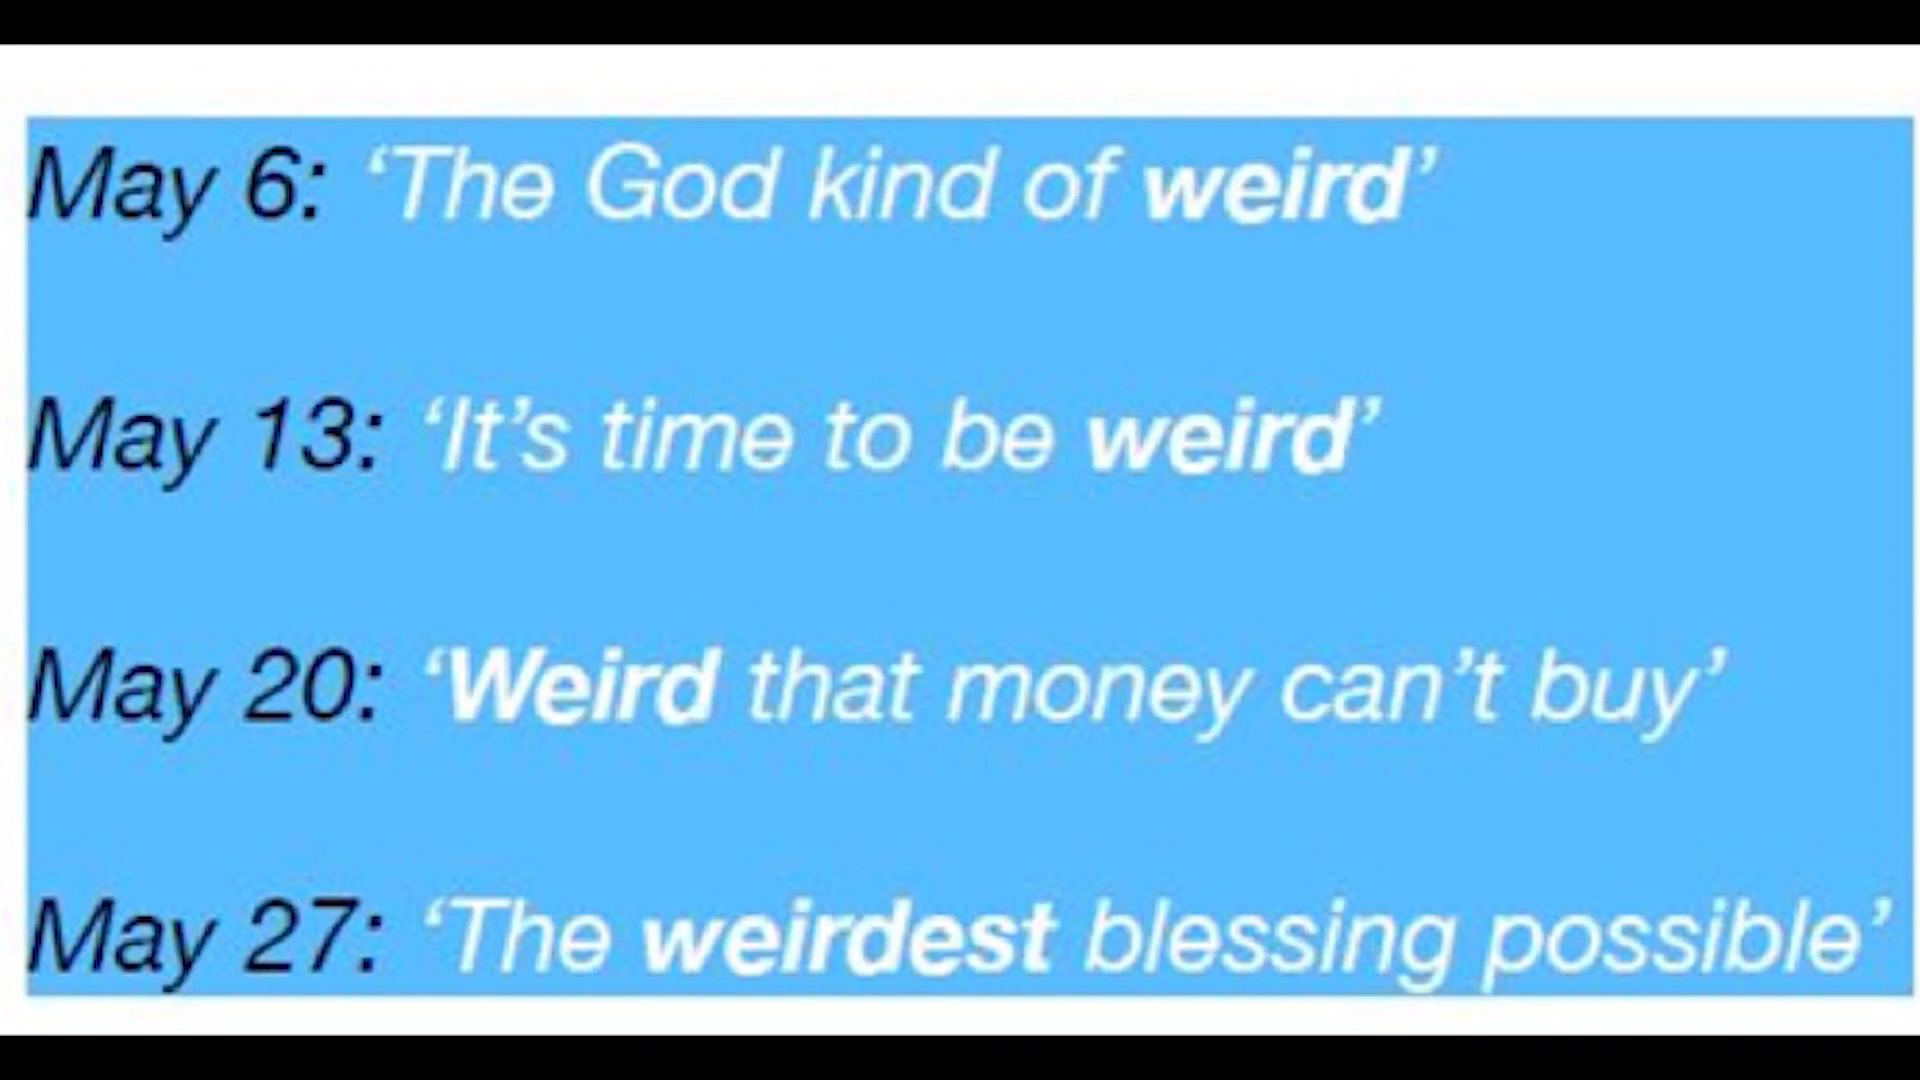 May 6: ‘The God kind of weird’
May 13: ‘It’s time to be weird’
May 20: ‘Weird that money can’t buy’
May 27: ‘The weirdest blessing possible’